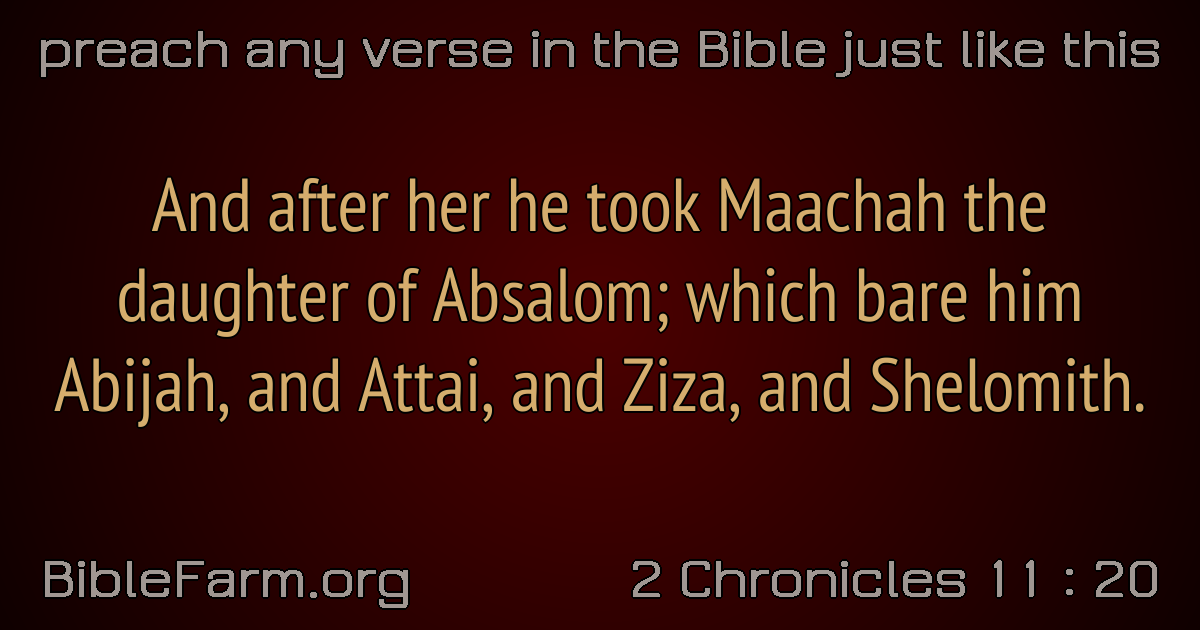 preach any verse in the Bible just like this
And after her he took Maachah the
daughter of Absalom; which bare him
Abijah, and Attai, and Ziza, and Shelomith.
BibleFarm.org
2 Chronicles 11 : 20